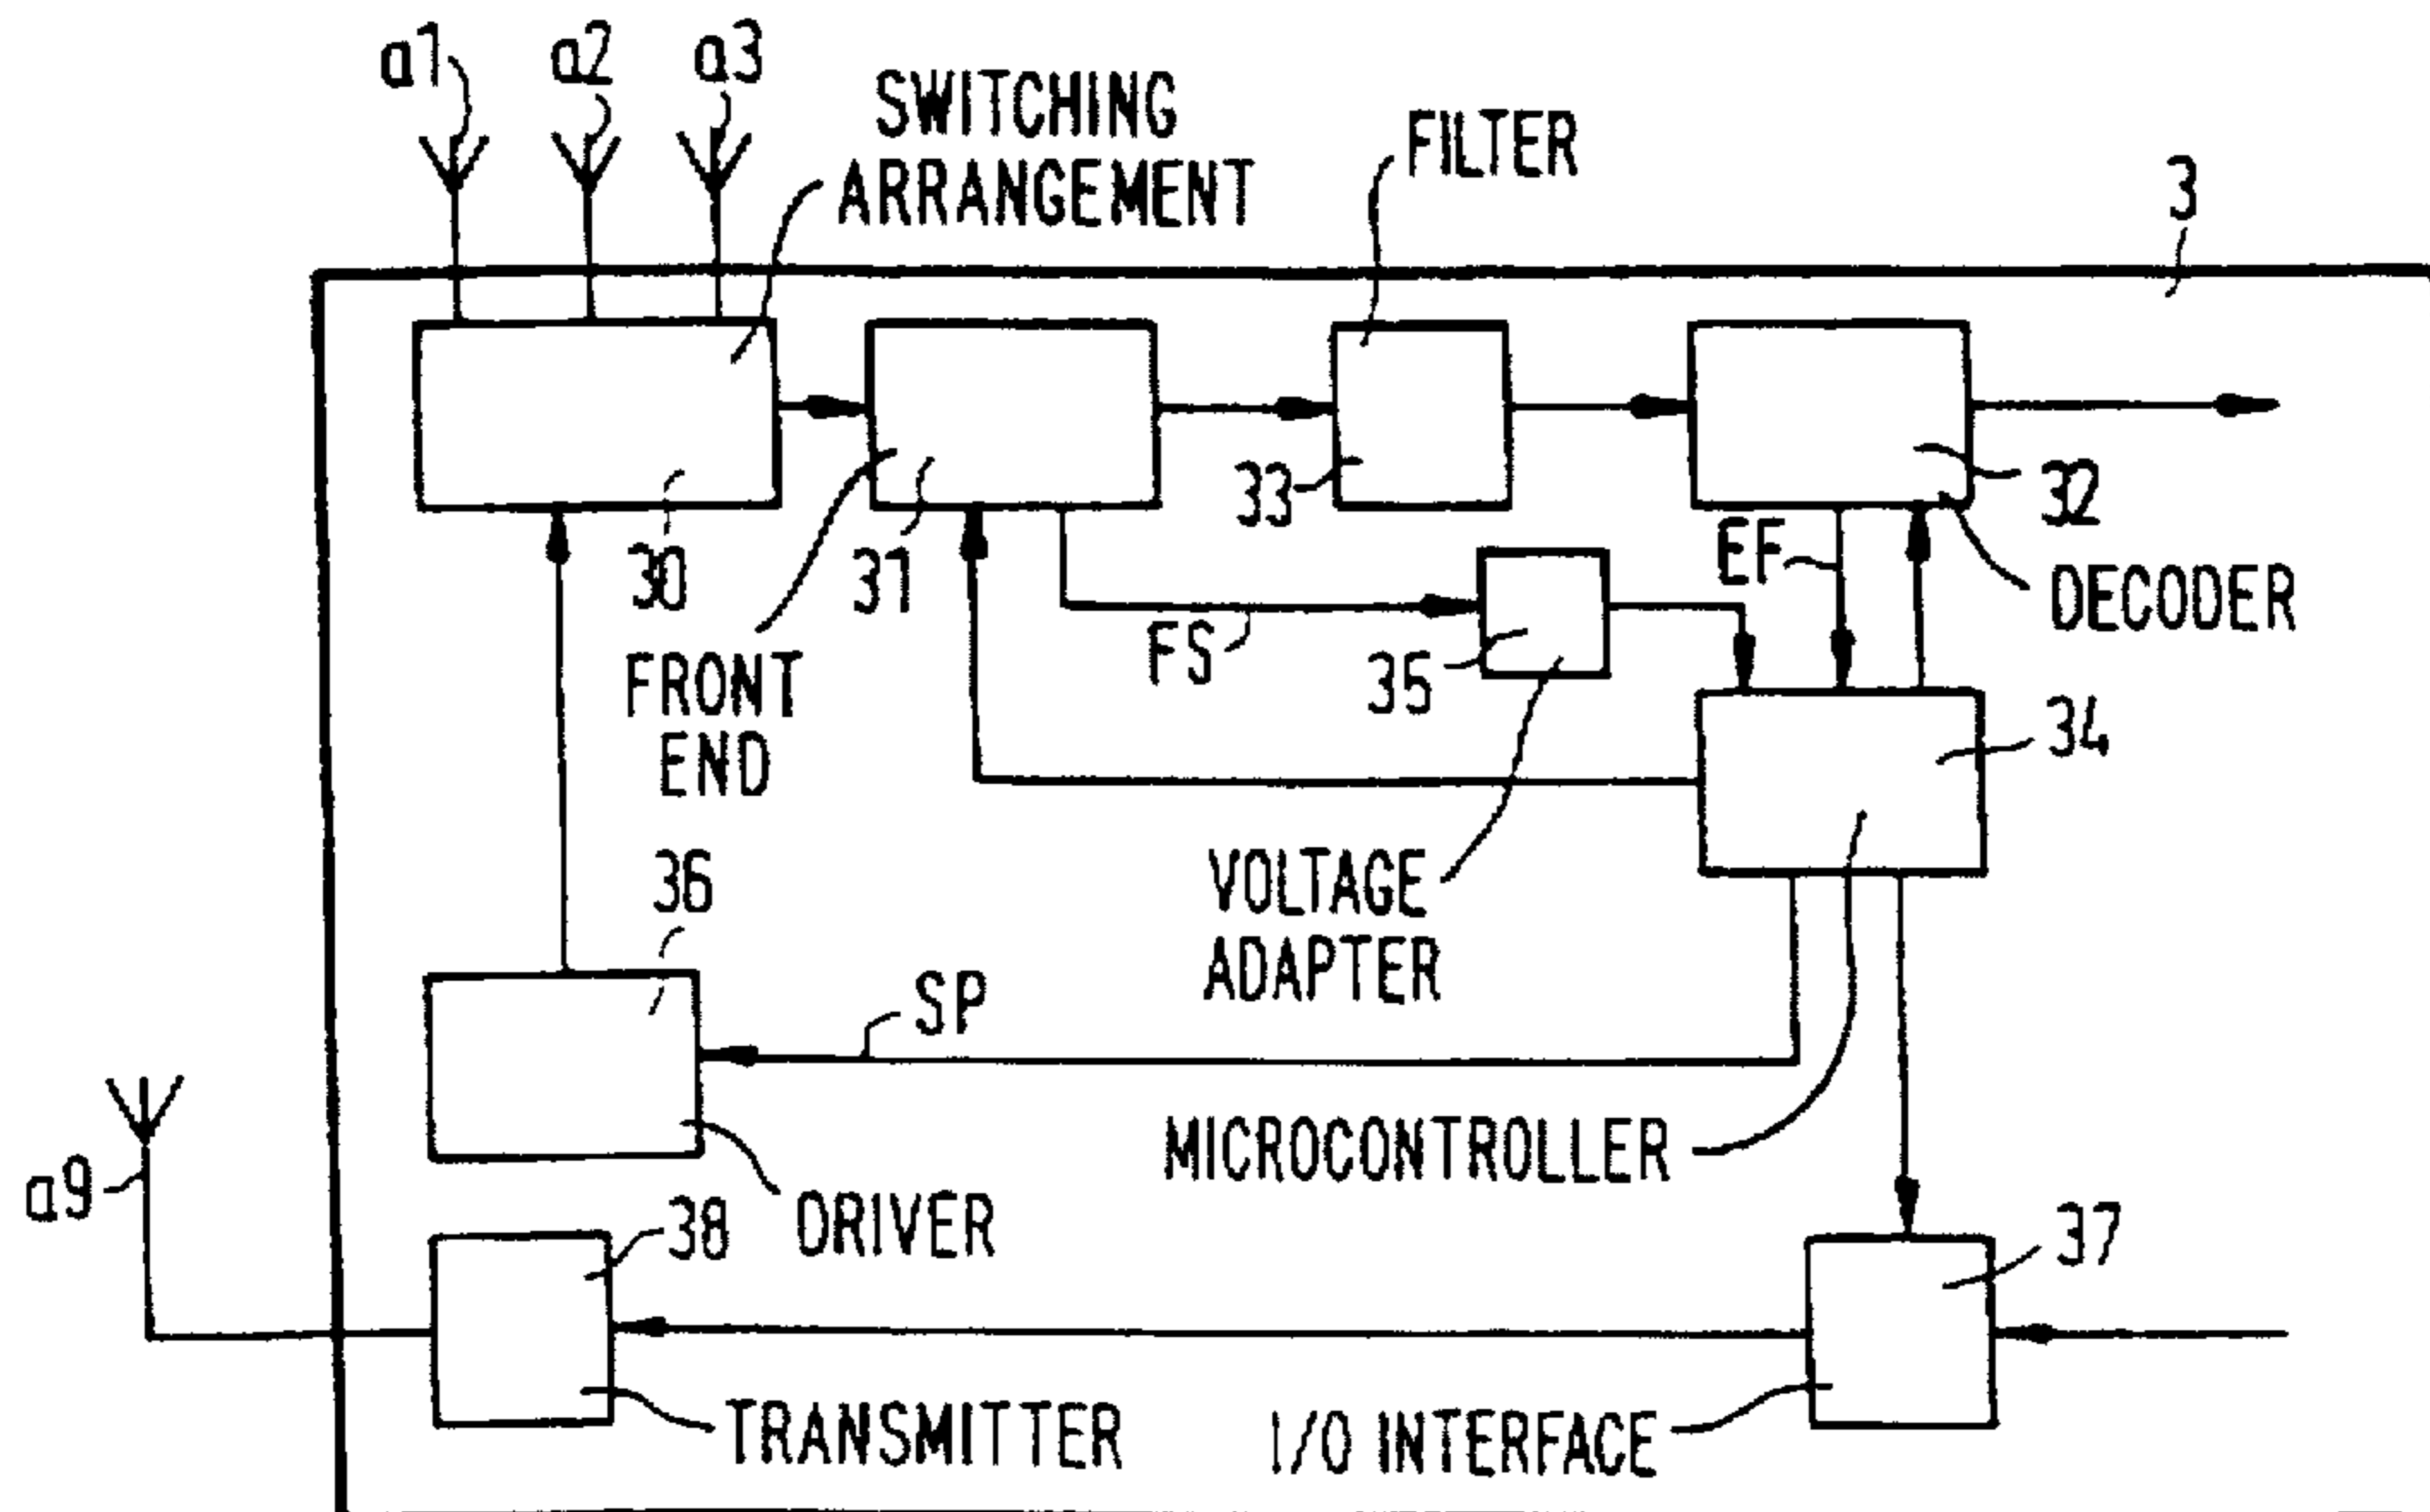 a1
a2
a3
SWITCHING
ARRANGEMENT
FILTER
3
30
31
33
32
EF
DECODER
FS
35
FRONT
END
34
36
VOLTAGE
ADAPTER
SP
MICROCONTROLLER
a9
DRIVER
38
37
TRANSMITTER
I/O INTERFACE